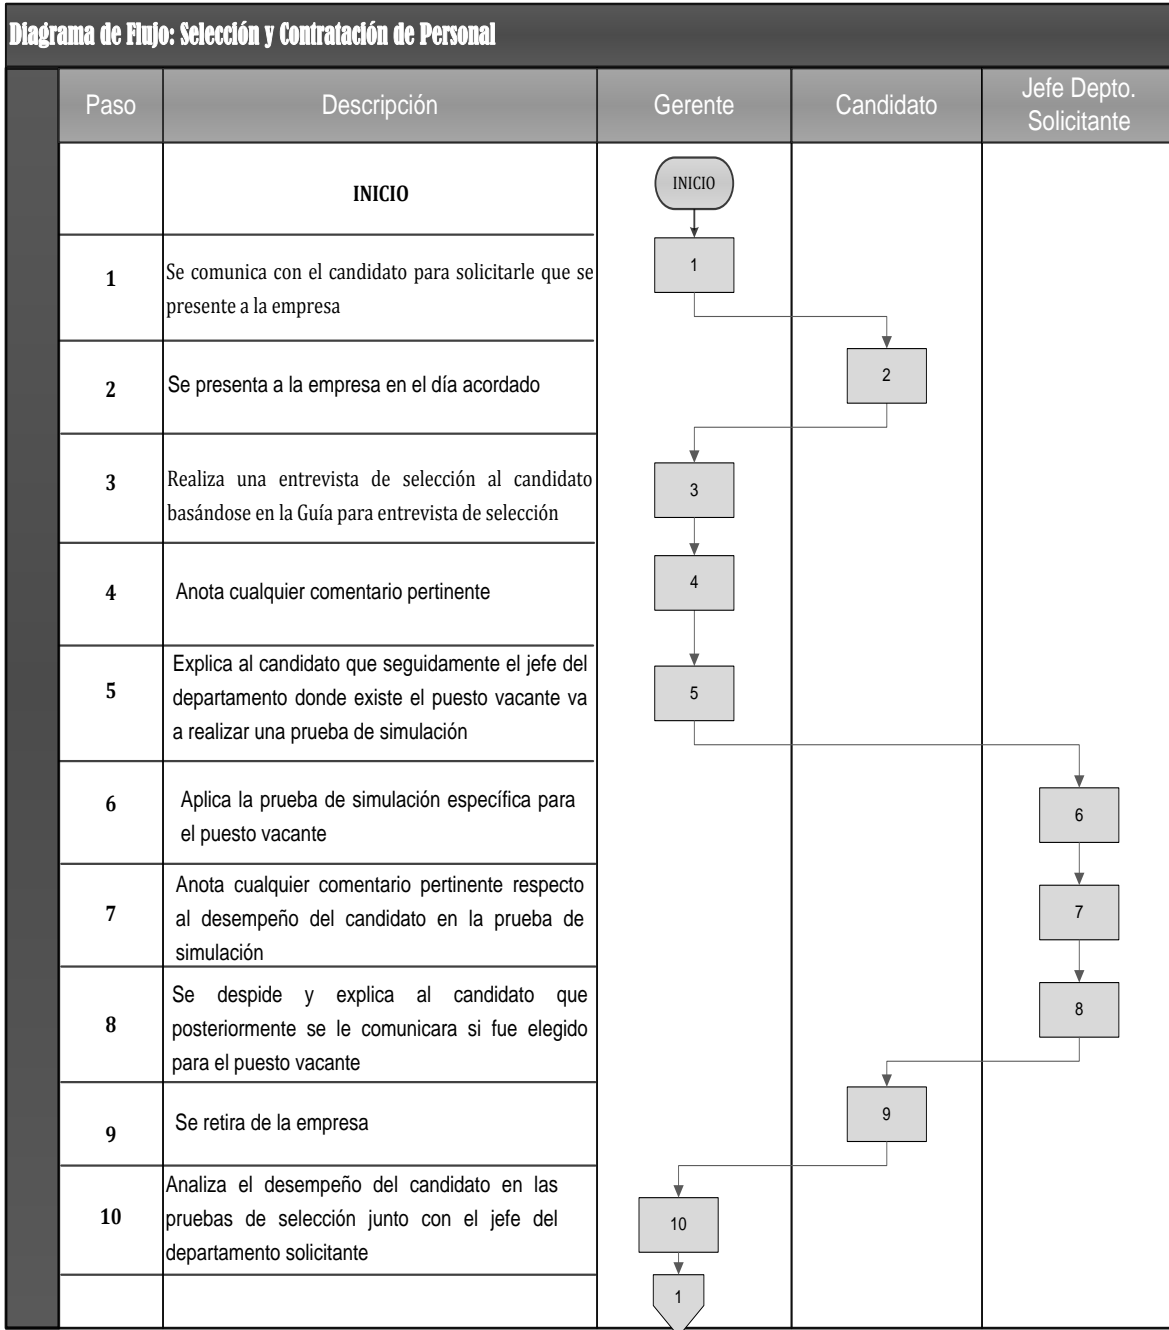 Diagrama de Flujo: Selección y Contratación de Personal
Paso
Descripción
Gerente
Candidato
Jefe Depto.
Solicitante
INICIO
INICIO
1
Se comunica con el candidato para solicitarle que se
presente a la empresa
1
2
Se presenta a la empresa en el día acordado
2
3
Realiza una entrevista de selección al candidato
basándose en la Guía para entrevista de selección
3
4
Anota cualquier comentario pertinente
4
5
Explica al candidato que seguidamente el jefe del
departamento donde existe el puesto vacante va
a realizar una prueba de simulación
5
6
Aplica la prueba de simulación específica para
el puesto vacante
6
7
Anota cualquier comentario pertinente respecto
al desempeño del candidato en la prueba de
simulación
7
8
Se despide y explica al candidato que
posteriormente se le comunicara si fue elegido
para el puesto vacante
8
9
Se retira de la empresa
9
10
Analiza el desempeño del candidato en las
pruebas de selección junto con el jefe del
departamento solicitante
10
1